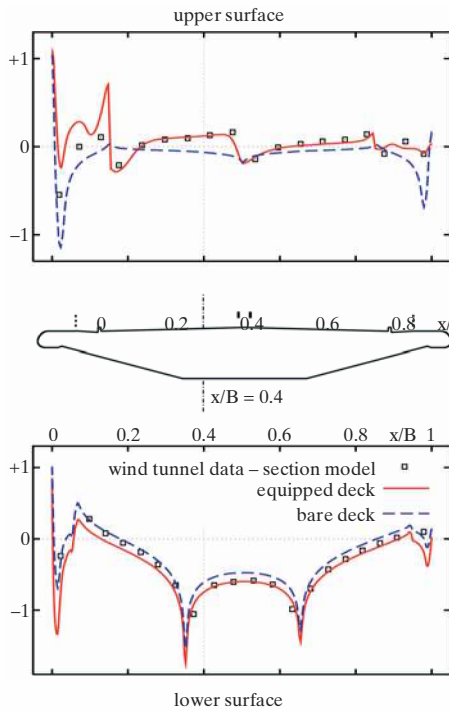 upper surface
+1
0
−1
0 0.2 0.4 0.6 0.8 x/
x/B = 0.4
0 0.2 0.4 0.6 0.8 x/B 1
+1
wind tunnel data – section model
equipped deck
bare deck
0
−1
lower surface